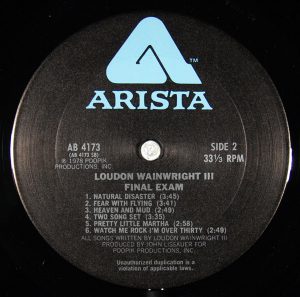 ™
ARISTA
AB 4173
(AB 4173 SB)
℗ 1978 POOPIK
PRODUCTIONS, INC.
SIDE 2
33⅓ RPM
LOUDON WAINWRIGHT III
FINAL EXAM
1. NATURAL DISASTER (3:45)
2. FEAR WITH FLYING (3:41)
3. HEAVEN AND MUD (2:49)
4. TWO SONG SET (3:35)
5. PRETTY LITTLE MARTHA (2:58)
6. WATCH ME ROCK I'M OVER THIRTY (2:49)
ALL SONGS WRITTEN BY LOUDON WAINWRIGHT III
PRODUCED BY JOHN LISSAUER FOR
POOPIK PRODUCTIONS, INC.
Unauthorized duplication is a
violation of applicable laws.